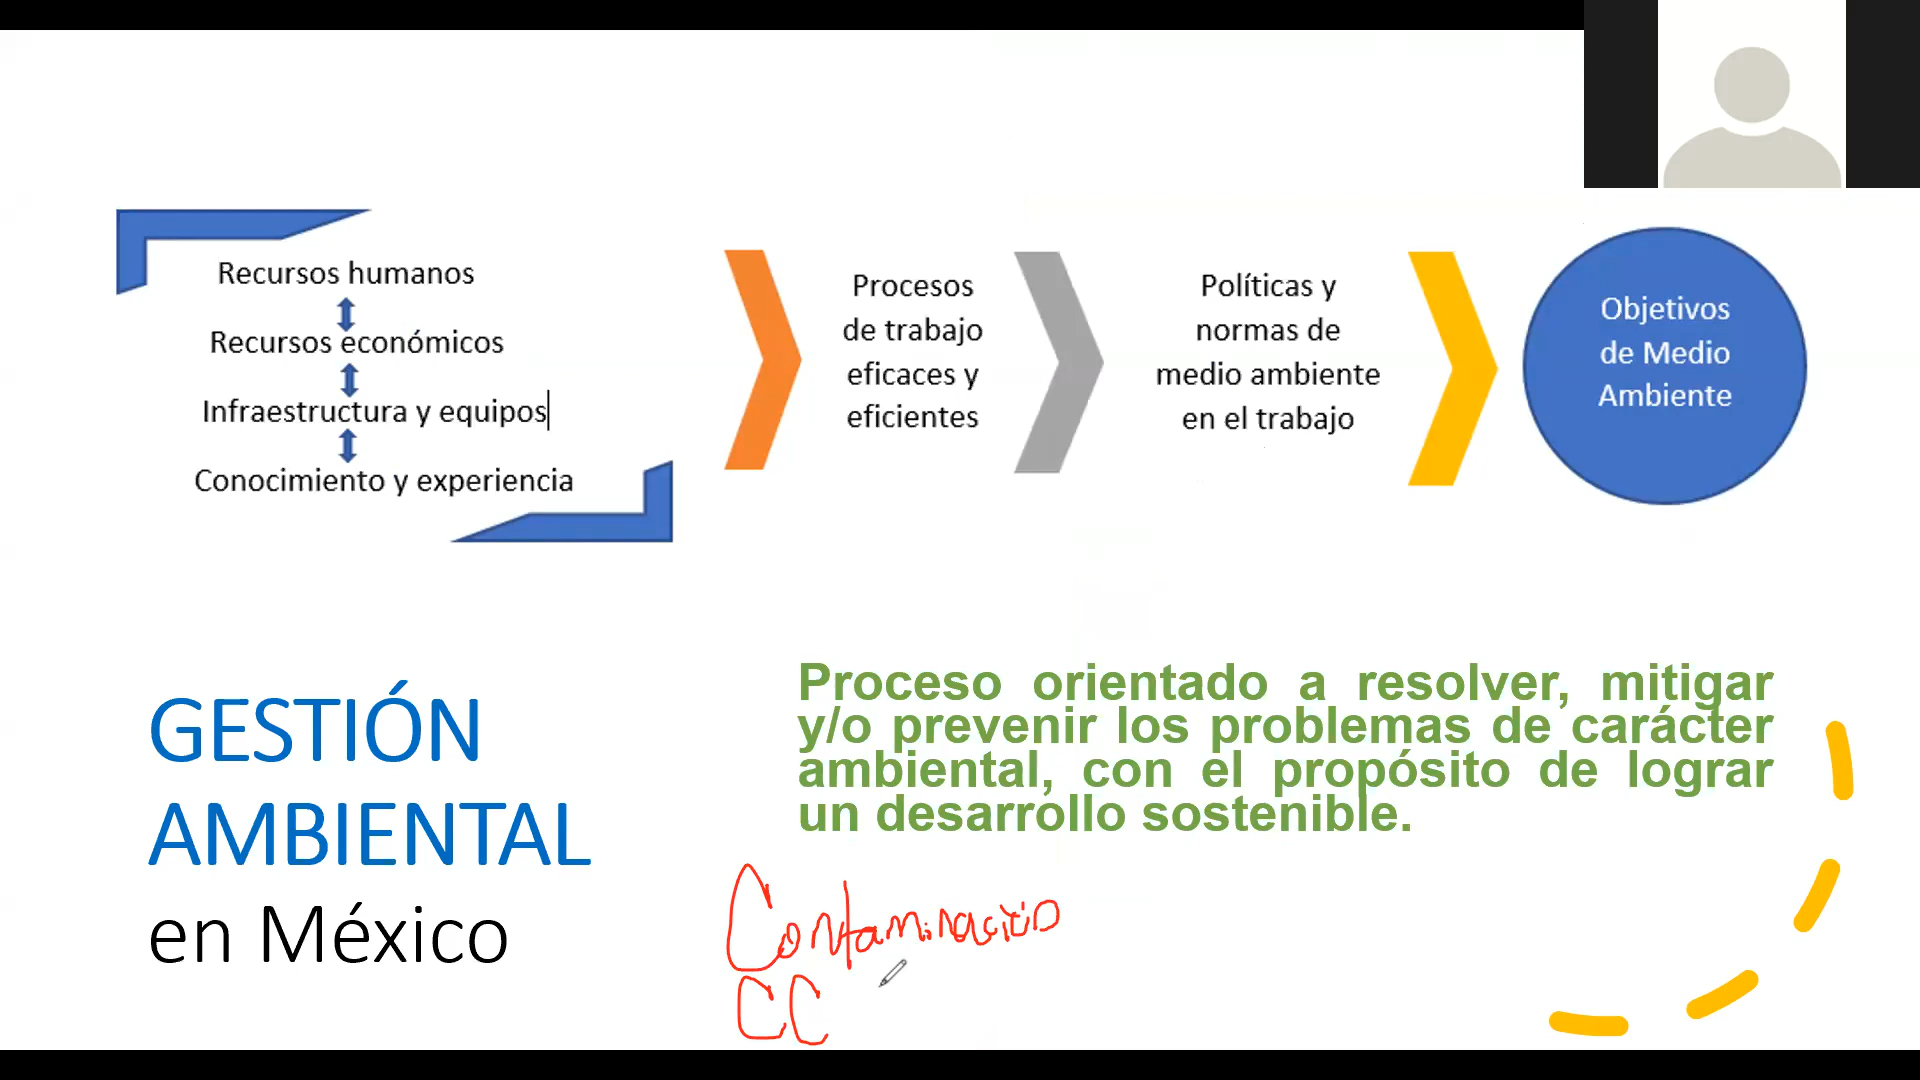 Recursos humanos
Recursos económicos
Infraestructura y equipos
Conocimiento y experiencia
Procesos
de trabajo
eficaces y
eficientes
Políticas y
normas de
medio ambiente
en el trabajo
Objetivos
de Medio
Ambiente
GESTIÓN
AMBIENTAL
en México
Proceso orientado a resolver, mitigar
y/o prevenir los problemas de carácter
ambiental, con el propósito de lograr
un desarrollo sostenible.
Contaminación
CC